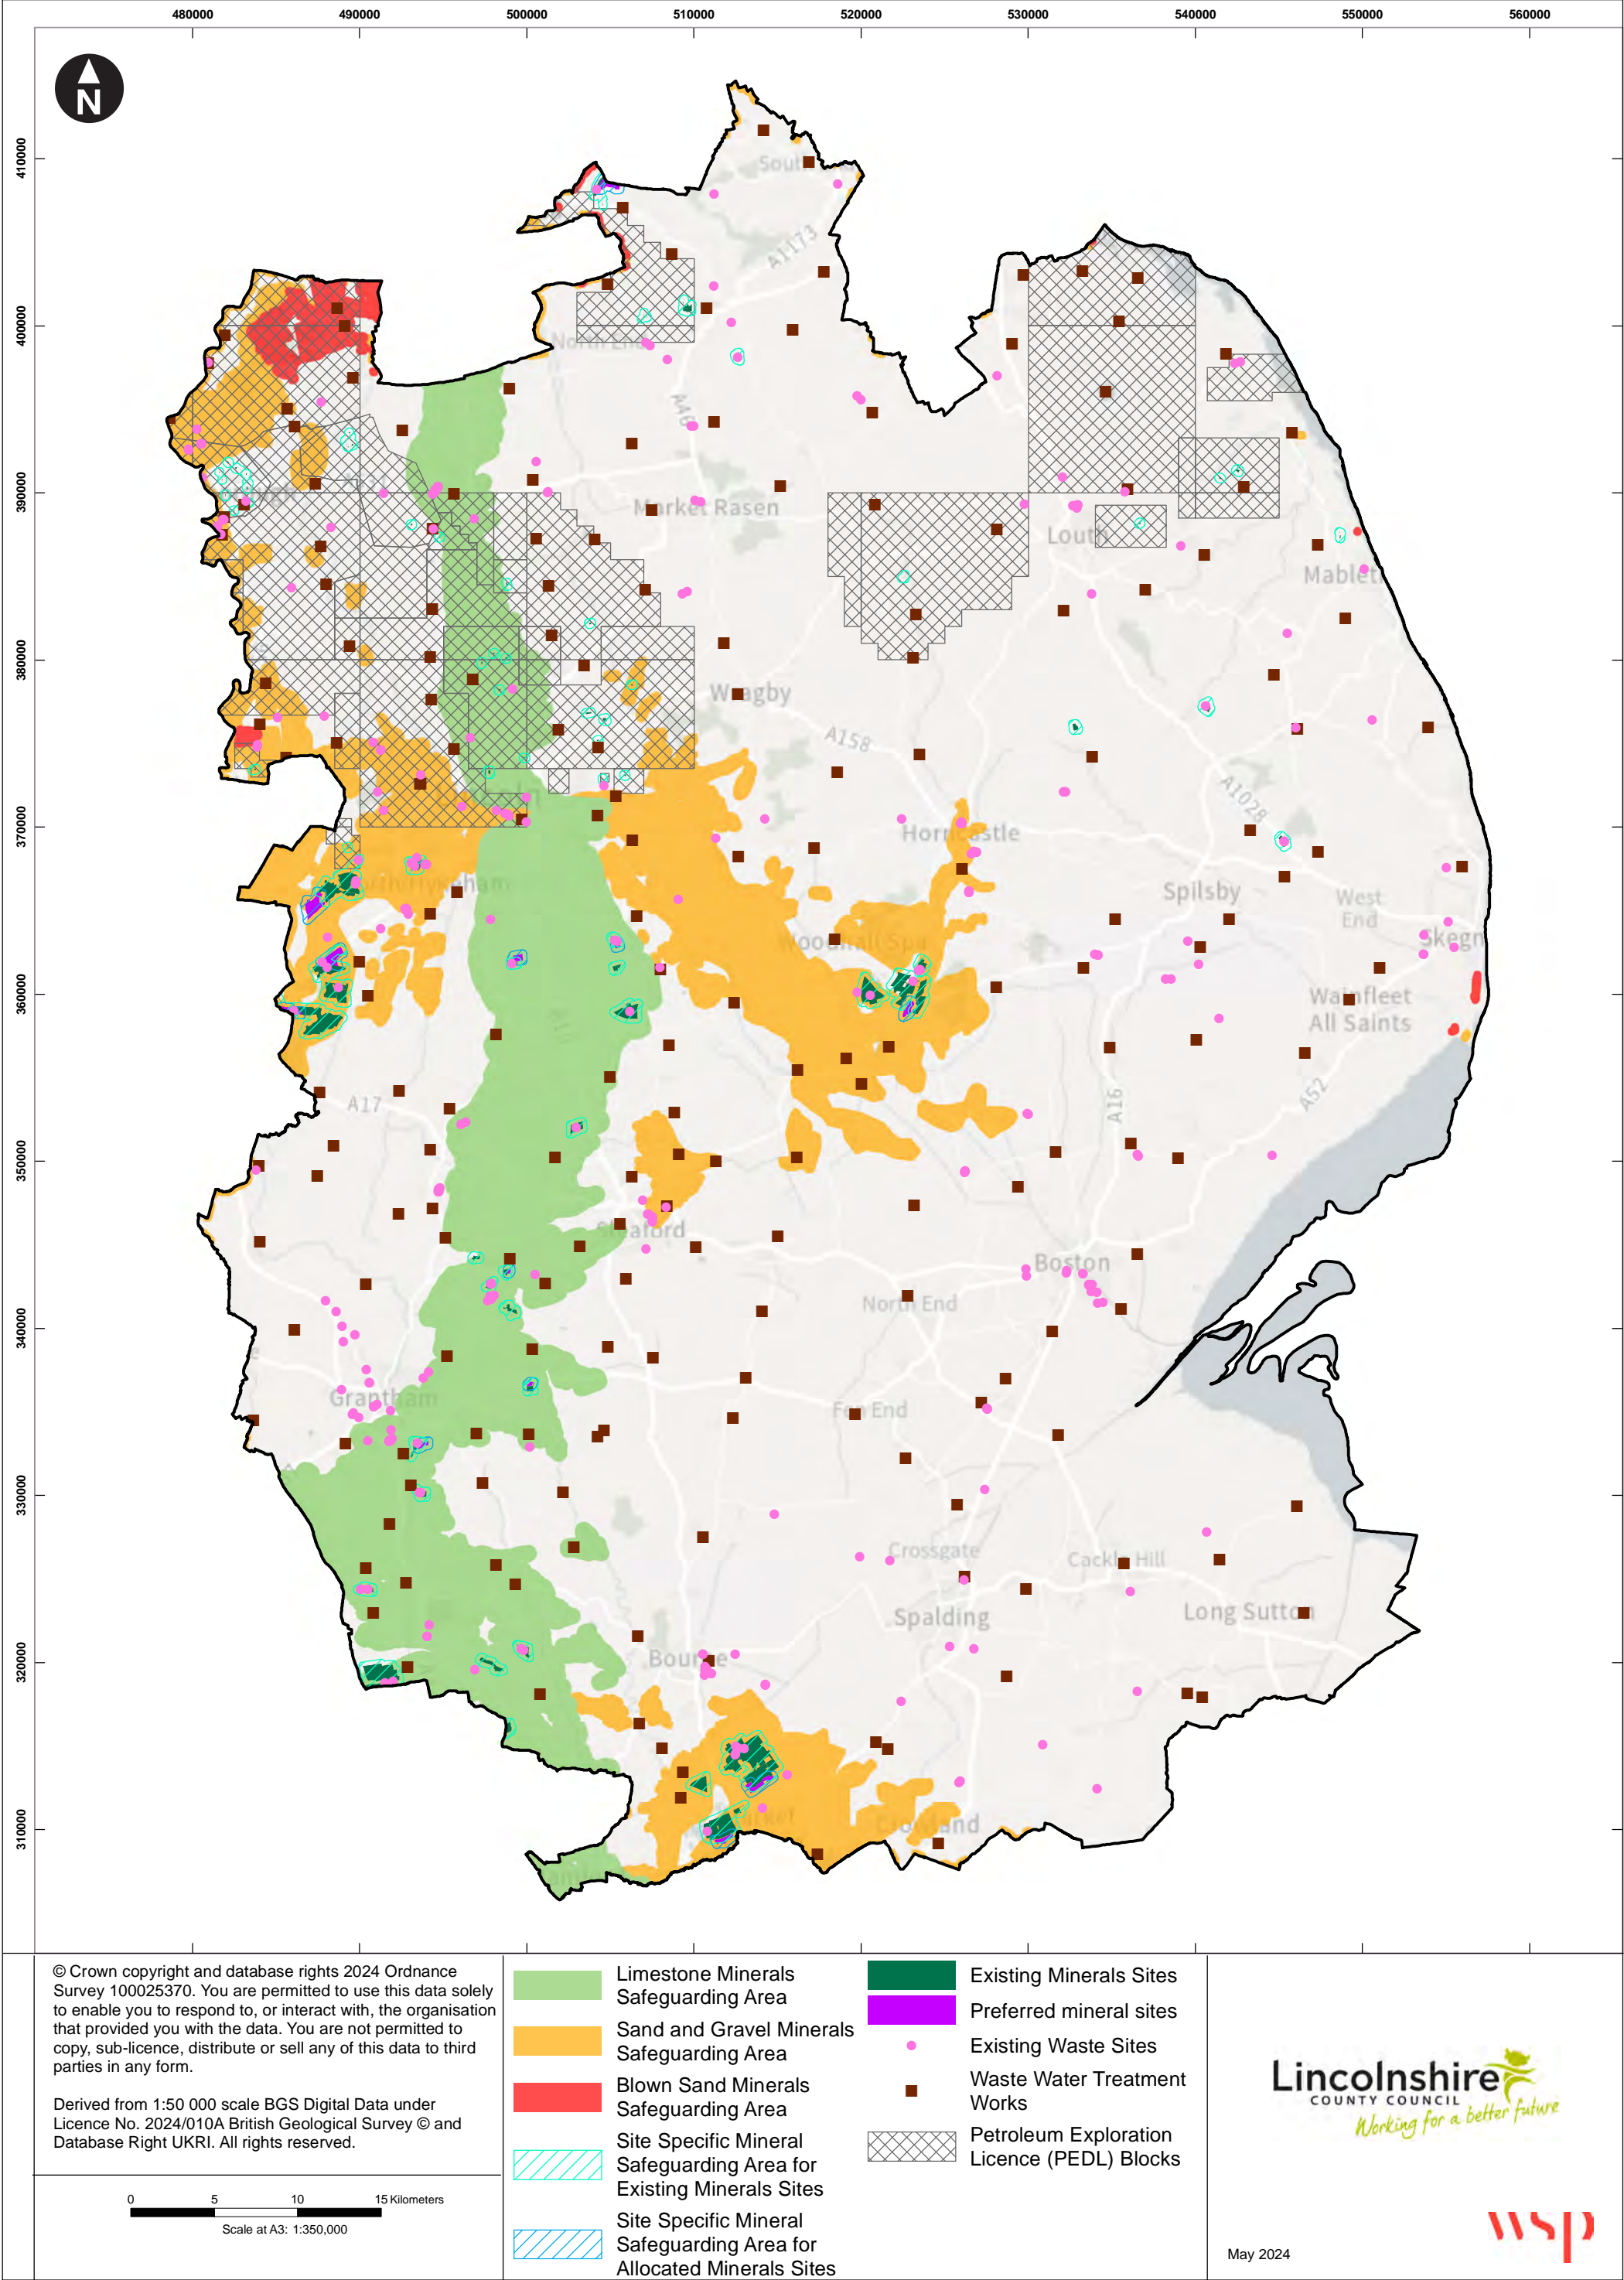 480000 490000 500000 510000 520000 530000 540000 550000 560000
410000
400000
390000
380000
370000
360000
350000
340000
330000
320000
310000
N
A1173
North End
A46
Market Rasen
Louth
Wragby
A158
A1028
Horncastle
North Hykeham
Spilsby
West
End
Woodhall Spa
Wainfleet
All Saints
A17
A16
A52
Sleaford
Boston
North End
Grantham
Fen End
Crossgate
Cackle Hill
Spalding
Long Sutton
Bourne
Crowland
© Crown copyright and database rights 2024 Ordnance
Survey 100025370. You are permitted to use this data solely
to enable you to respond to, or interact with, the organisation
that provided you with the data. You are not permitted to
copy, sub-licence, distribute or sell any of this data to third
parties in any form.
Derived from 1:50 000 scale BGS Digital Data under
Licence No. 2024/010A British Geological Survey © and
Database Right UKRI. All rights reserved.
0 5 10 15 Kilometers
Scale at A3: 1:350,000
Limestone Minerals
Safeguarding Area
Sand and Gravel Minerals
Safeguarding Area
Blown Sand Minerals
Safeguarding Area
Site Specific Mineral
Safeguarding Area for
Existing Minerals Sites
Site Specific Mineral
Safeguarding Area for
Allocated Minerals Sites
Existing Minerals Sites
Preferred mineral sites
Existing Waste Sites
Waste Water Treatment
Works
Petroleum Exploration
Licence (PEDL) Blocks
Lincolnshire
COUNTY COUNCIL
Working for a better future
May 2024
wsp